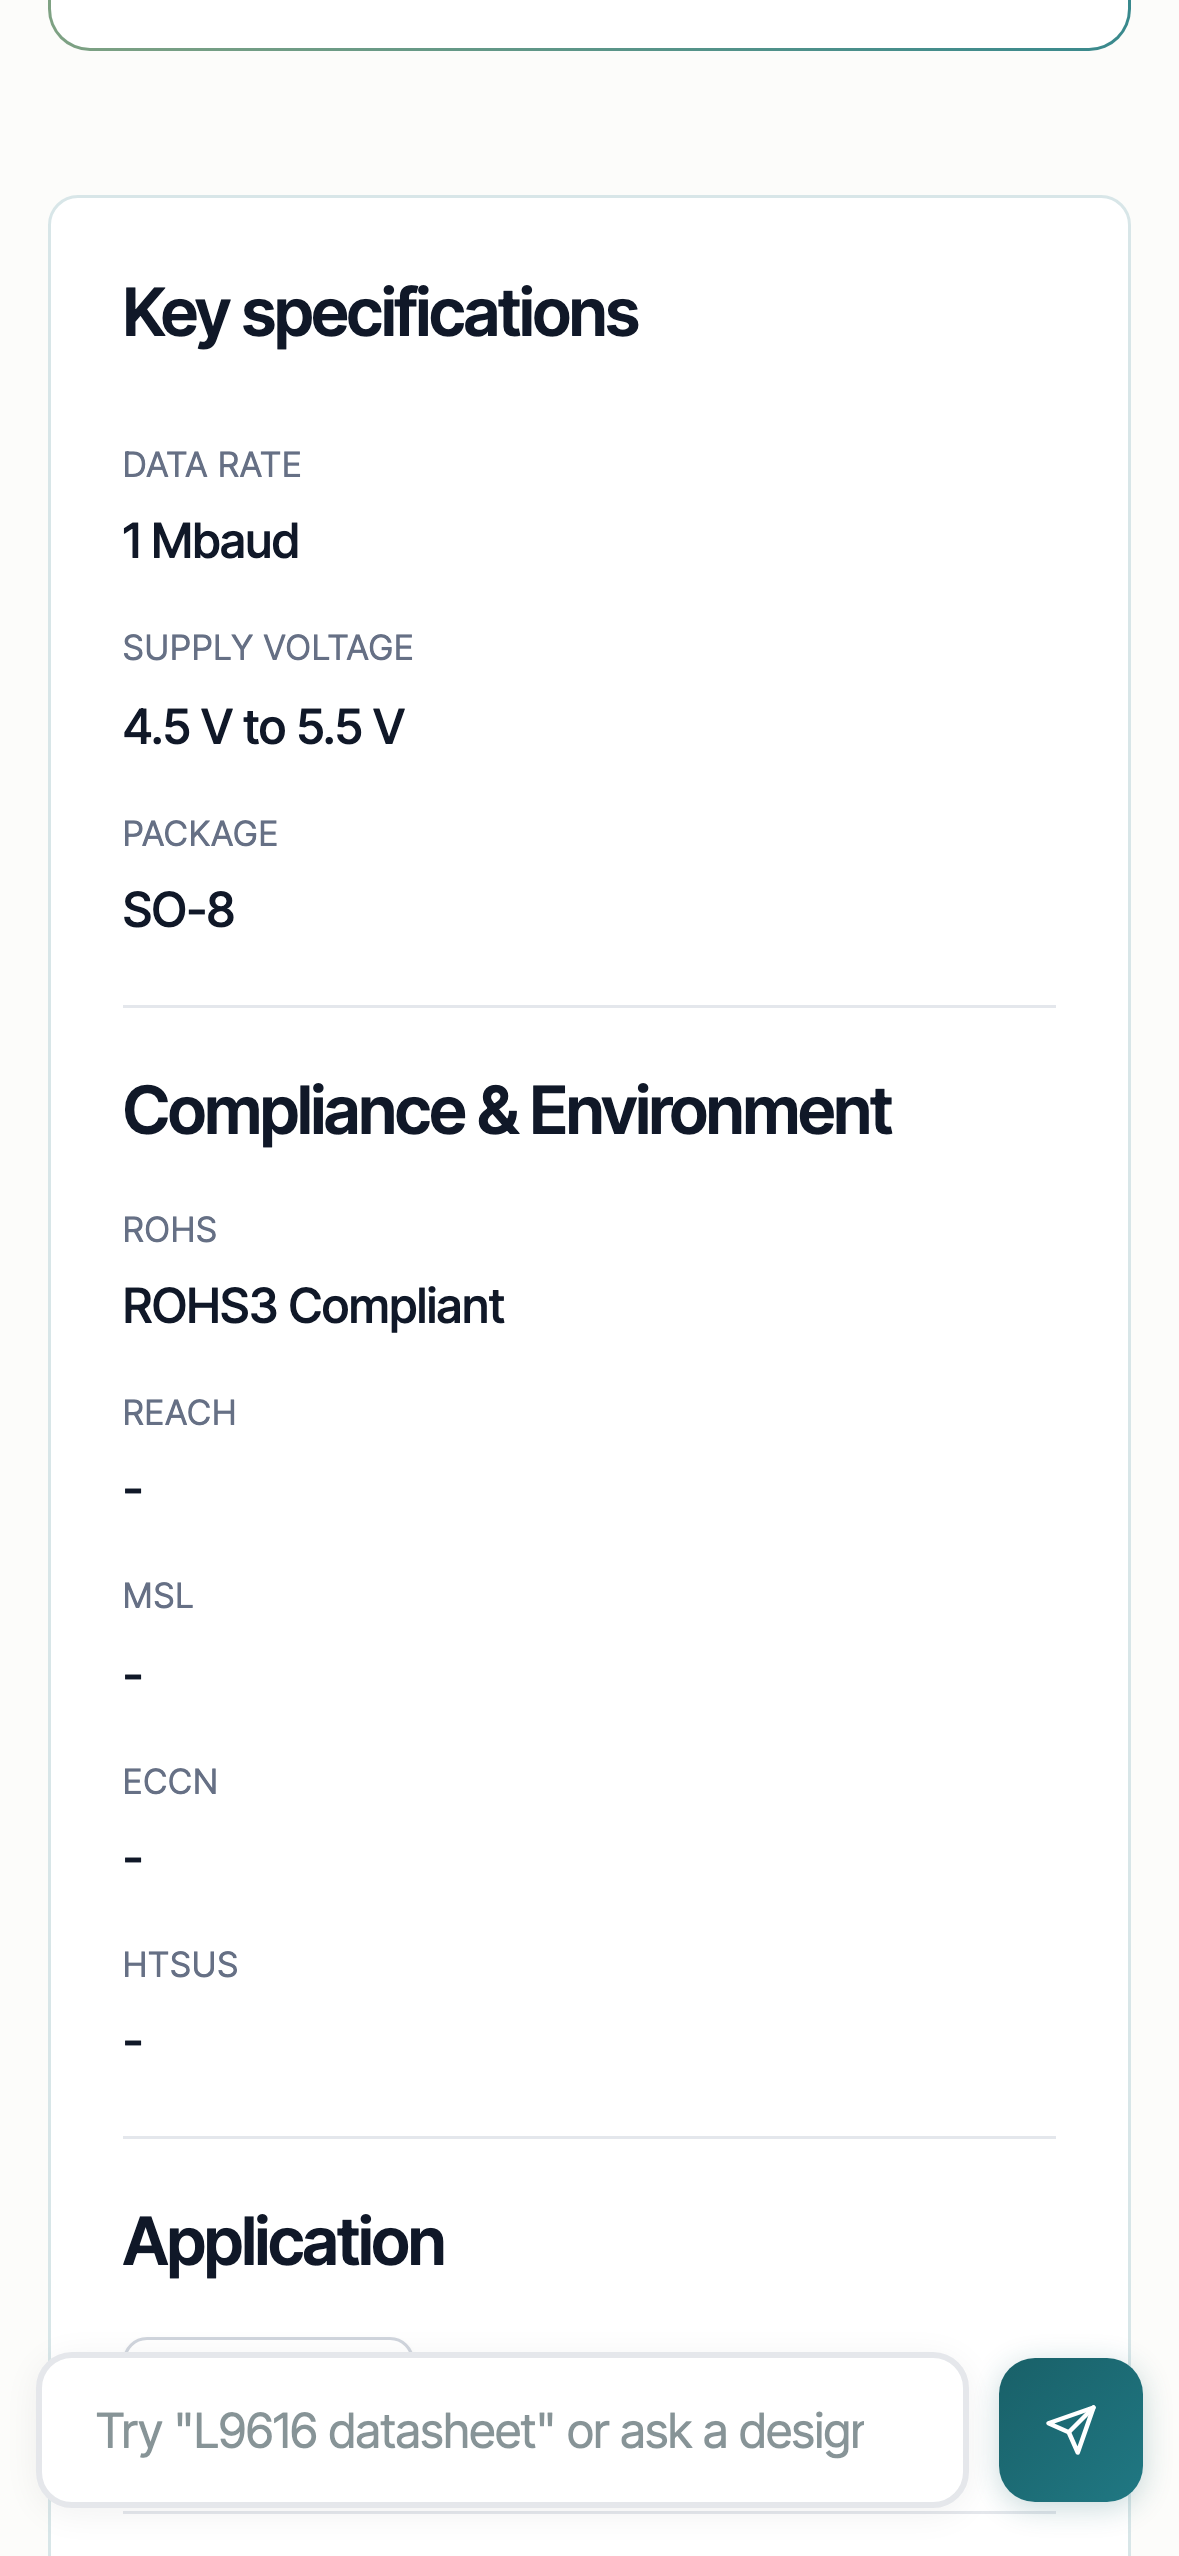 Key specifications
DATA RATE
1 Mbaud
SUPPLY VOLTAGE
4.5 V to 5.5 V
PACKAGE
SO-8
Compliance & Environment
ROHS
ROHS3 Compliant
REACH
-
MSL
-
ECCN
-
HTSUS
-
Application
Try "L9616 datasheet" or ask a desigr